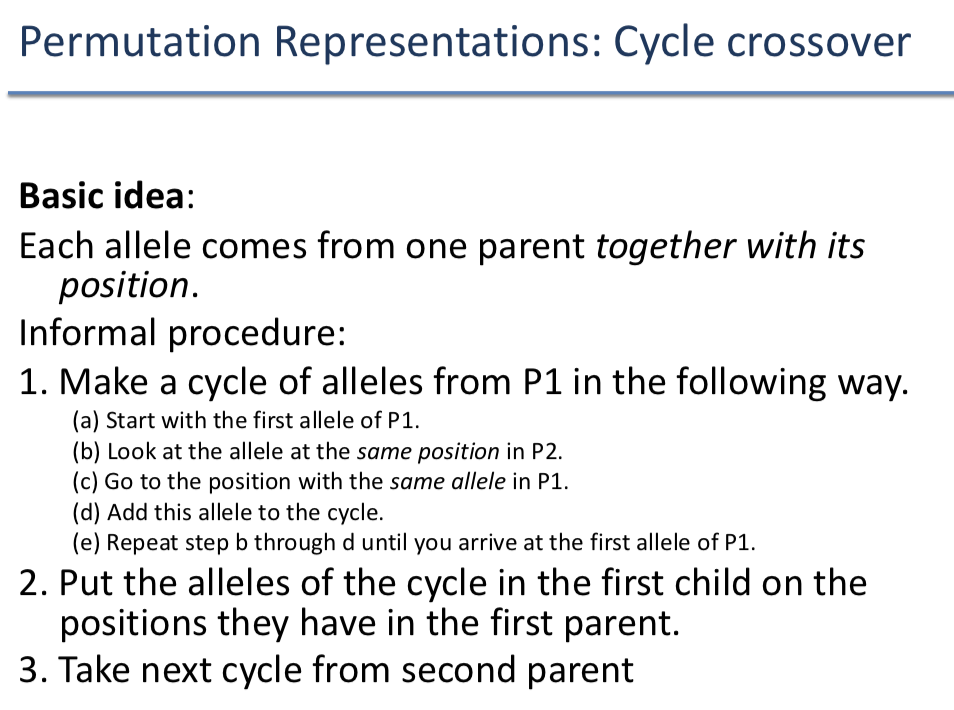 Permutation Representations: Cycle crossover
Basic idea:
Each allele comes from one parent together with its
position.
Informal procedure:
1. Make a cycle of alleles from P1 in the following way.
(a) Start with the first allele of P1.
(b) Look at the allele at the same position in P2.
(c) Go to the position with the same allele in P1.
(d) Add this allele to the cycle.
(e) Repeat step b through d until you arrive at the first allele of P1.
2. Put the alleles of the cycle in the first child on the
positions they have in the first parent.
3. Take next cycle from second parent